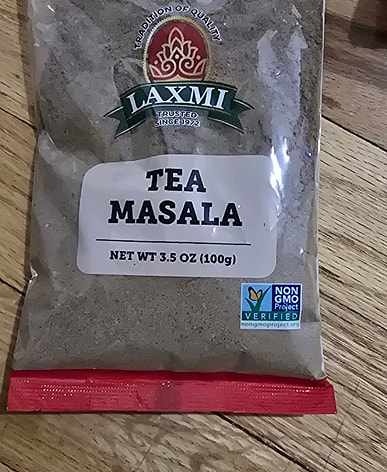 TRADITION OF QUALITY
LAXMI
TRUSTED
SINCE 1972
TEA
MASALA
NET WT 3.5 OZ (100g)
NON
GMO
Project
VERIFIED
nongmoproject.org